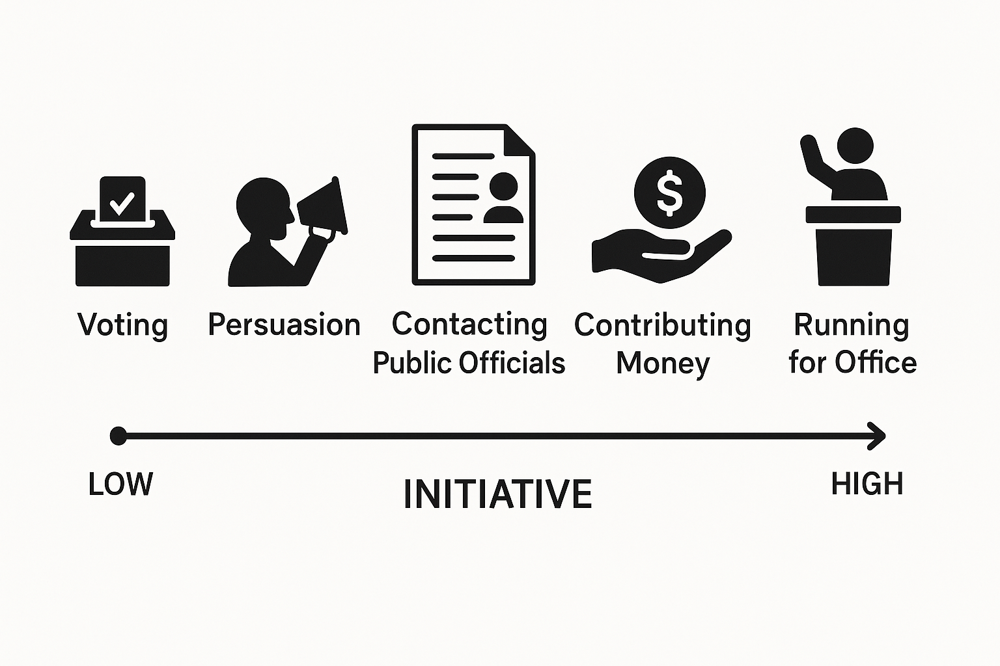 $
Voting
Persuasion
Contacting
Public Officials
Contributing
Money
Running
for Office
LOW
INITIATIVE
HIGH